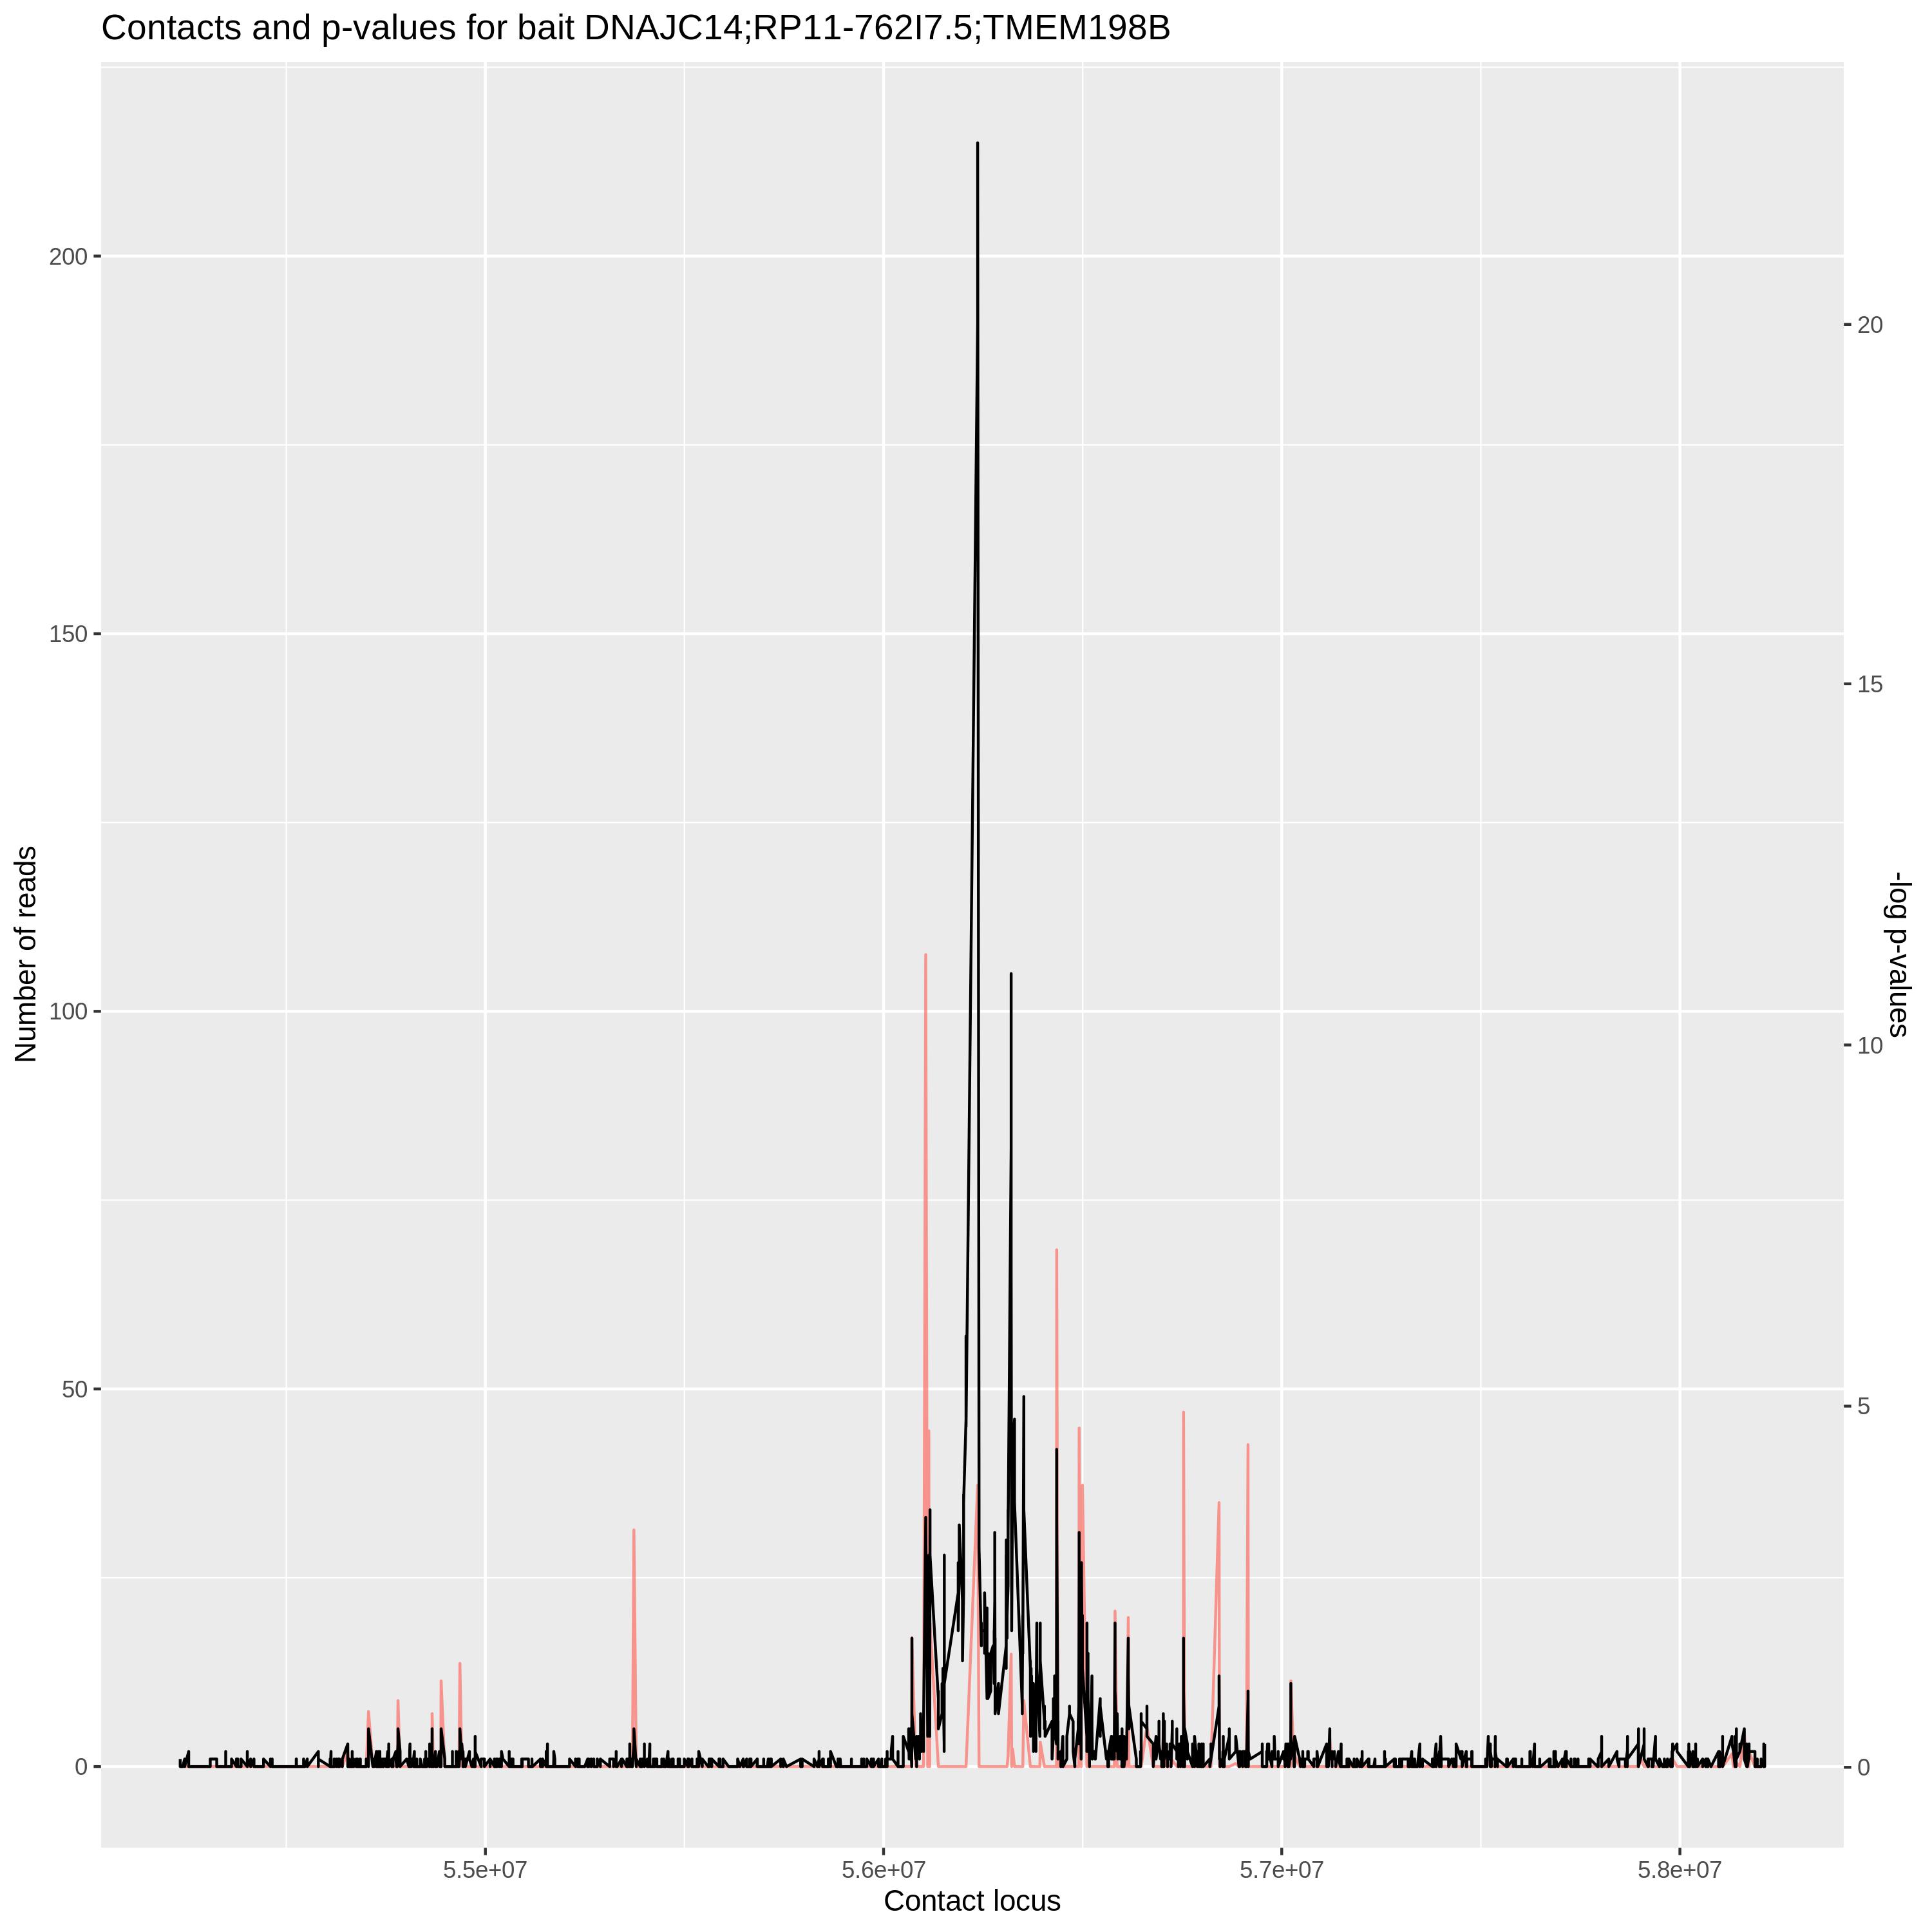 Contacts and p-values for bait DNAJC14;RP11-762I7.5;TMEM198B
Number of reads
200
150
100
50
0
20
15
10
5
0
-log p-values
5.5e+07
5.6e+07
5.7e+07
5.8e+07
Contact locus